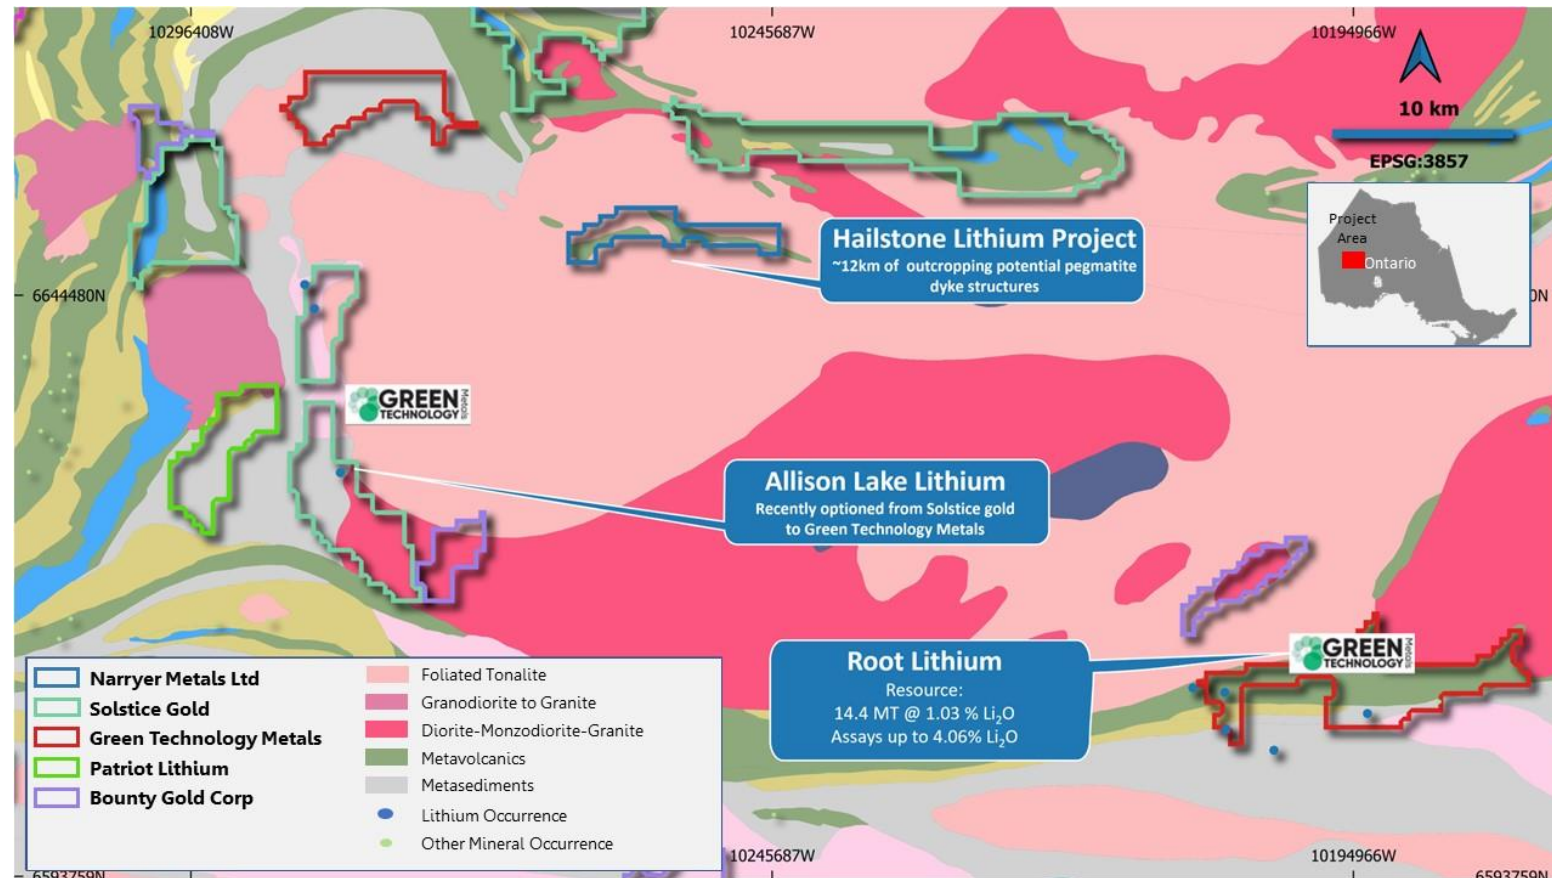 10296408W
10245687W
10194966W
10 km
EPSG:3857
Project
Area
Ontario
Hailstone Lithium Project
~12km of outcropping potential pegmatite
dyke structures
6644480N
0N
GREEN
TECHNOLOGY
Metals
Allison Lake Lithium
Recently optioned from Solstice gold
to Green Technology Metals
Root Lithium
Resource:
14.4 MT @ 1.03 % Li₂O
Assays up to 4.06% Li₂O
GREEN
TECHNOLOGY
Metals
Narryer Metals Ltd
Solstice Gold
Green Technology Metals
Patriot Lithium
Bounty Gold Corp
Foliated Tonalite
Granodiorite to Granite
Diorite-Monzodiorite-Granite
Metavolcanics
Metasediments
Lithium Occurrence
Other Mineral Occurrence
10245687W
10194966W
6593759N
6593759N